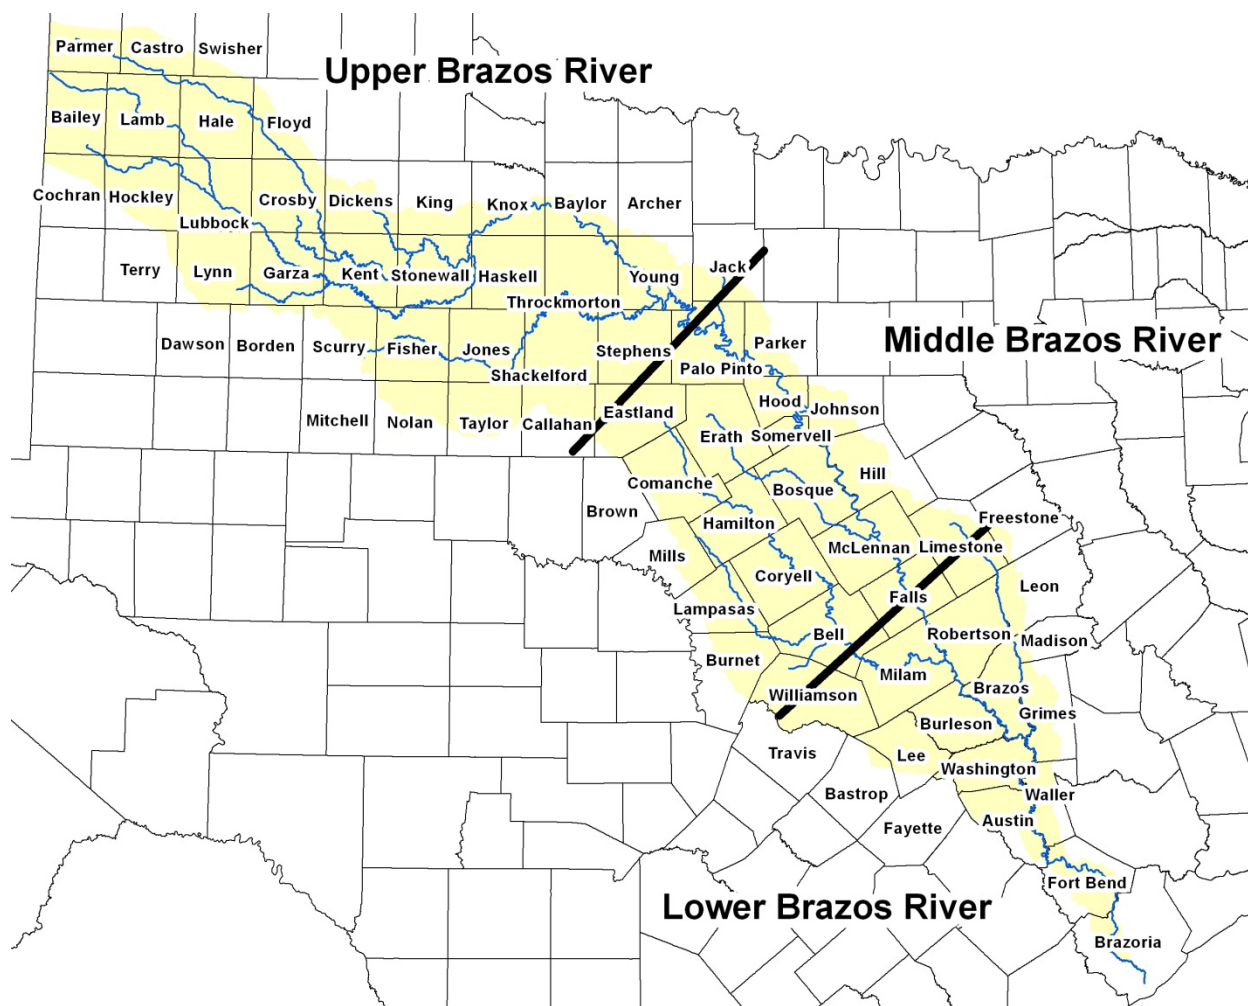 Parmer Castro Swisher
Upper Brazos River
Bailey Lamb Hale Floyd
Cochran Hockley Crosby Dickens King Knox Baylor Archer
Lubbock
Terry Lynn Garza Kent Stonewall Haskell Young Jack
Throckmorton
Middle Brazos River
Dawson Borden Scurry Fisher Jones Stephens Parker
Shackelford Palo Pinto
Mitchell Nolan Taylor Callahan Eastland Hood Johnson
Erath Somervell
Comanche Bosque Hill
Brown Hamilton Freestone
Mills McLennan Limestone
Coryell Leon
Lampasas Falls
Bell Robertson Madison
Burnet Milam
Williamson Brazos
Burleson Grimes
Travis Lee Washington
Bastrop Waller
Fayette Austin
Fort Bend
Lower Brazos River
Brazoria